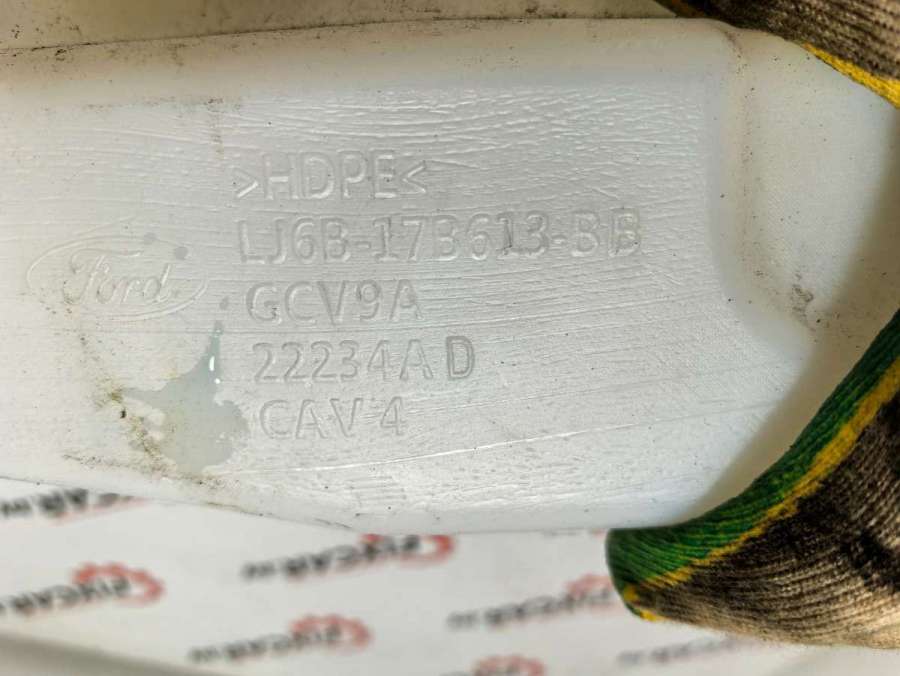 >HDPE<
LJ6B-17B613-BB
Ford
GCV9A
22234AD
CAV 4